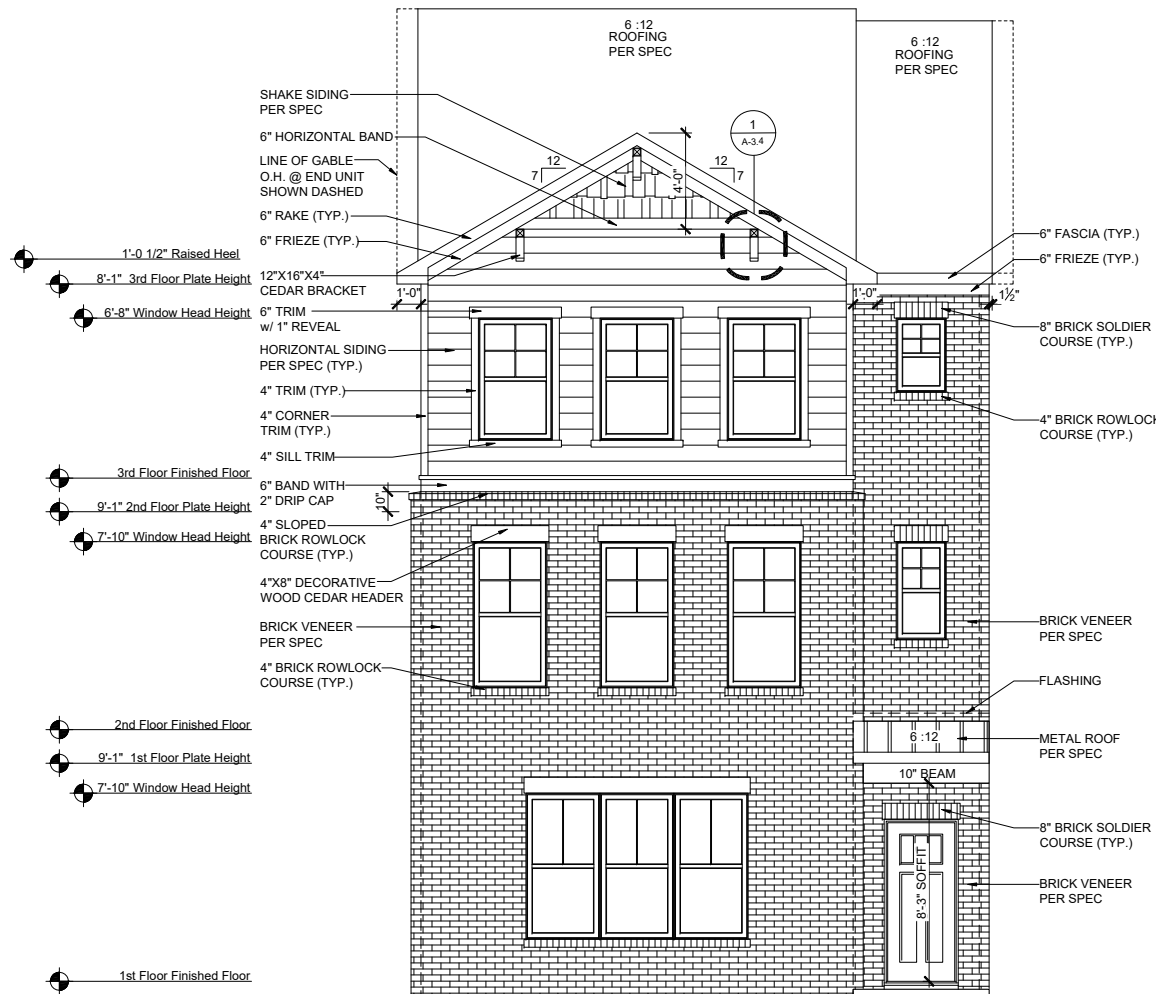 6 :12
ROOFING
PER SPEC
6 :12
ROOFING
PER SPEC
SHAKE SIDING
PER SPEC
6" HORIZONTAL BAND
LINE OF GABLE
O.H. @ END UNIT
SHOWN DASHED
6" RAKE (TYP.)
6" FRIEZE (TYP.)
12"X16"X4"
CEDAR BRACKET
6" TRIM
w/ 1" REVEAL
HORIZONTAL SIDING
PER SPEC (TYP.)
4" TRIM (TYP.)
4" CORNER
TRIM (TYP.)
4" SILL TRIM
6" BAND WITH
2" DRIP CAP
4" SLOPED
BRICK ROWLOCK
COURSE (TYP.)
4"X8" DECORATIVE
WOOD CEDAR HEADER
BRICK VENEER
PER SPEC
4" BRICK ROWLOCK
COURSE (TYP.)
1'-0 1/2" Raised Heel
8'-1" 3rd Floor Plate Height
6'-8" Window Head Height
3rd Floor Finished Floor
9'-1" 2nd Floor Plate Height
7'-10" Window Head Height
2nd Floor Finished Floor
9'-1" 1st Floor Plate Height
7'-10" Window Head Height
1st Floor Finished Floor
1
A-3.4
12
7
12
7
4'-0"
1'-0"
1'-0"
1½"
10"
6" FASCIA (TYP.)
6" FRIEZE (TYP.)
8" BRICK SOLDIER
COURSE (TYP.)
4" BRICK ROWLOCK
COURSE (TYP.)
BRICK VENEER
PER SPEC
FLASHING
6 :12
METAL ROOF
PER SPEC
10" BEAM
8'-3" SOFFIT
8" BRICK SOLDIER
COURSE (TYP.)
BRICK VENEER
PER SPEC